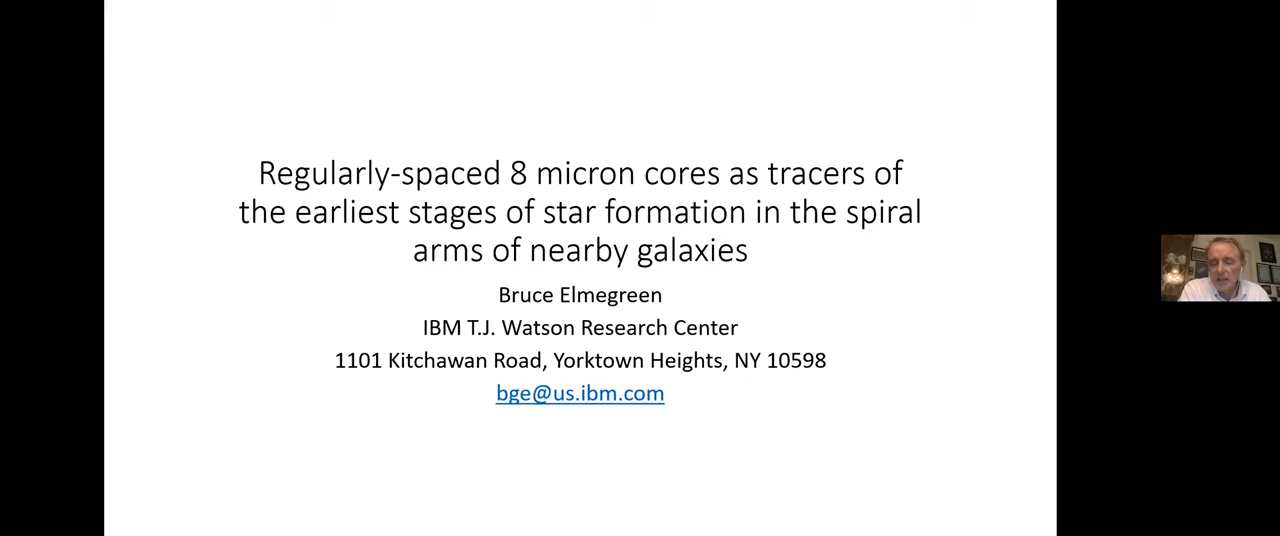 Regularly-spaced 8 micron cores as tracers of
the earliest stages of star formation in the spiral
arms of nearby galaxies
Bruce Elmegreen
IBM T.J. Watson Research Center
1101 Kitchawan Road, Yorktown Heights, NY 10598
bge@us.ibm.com